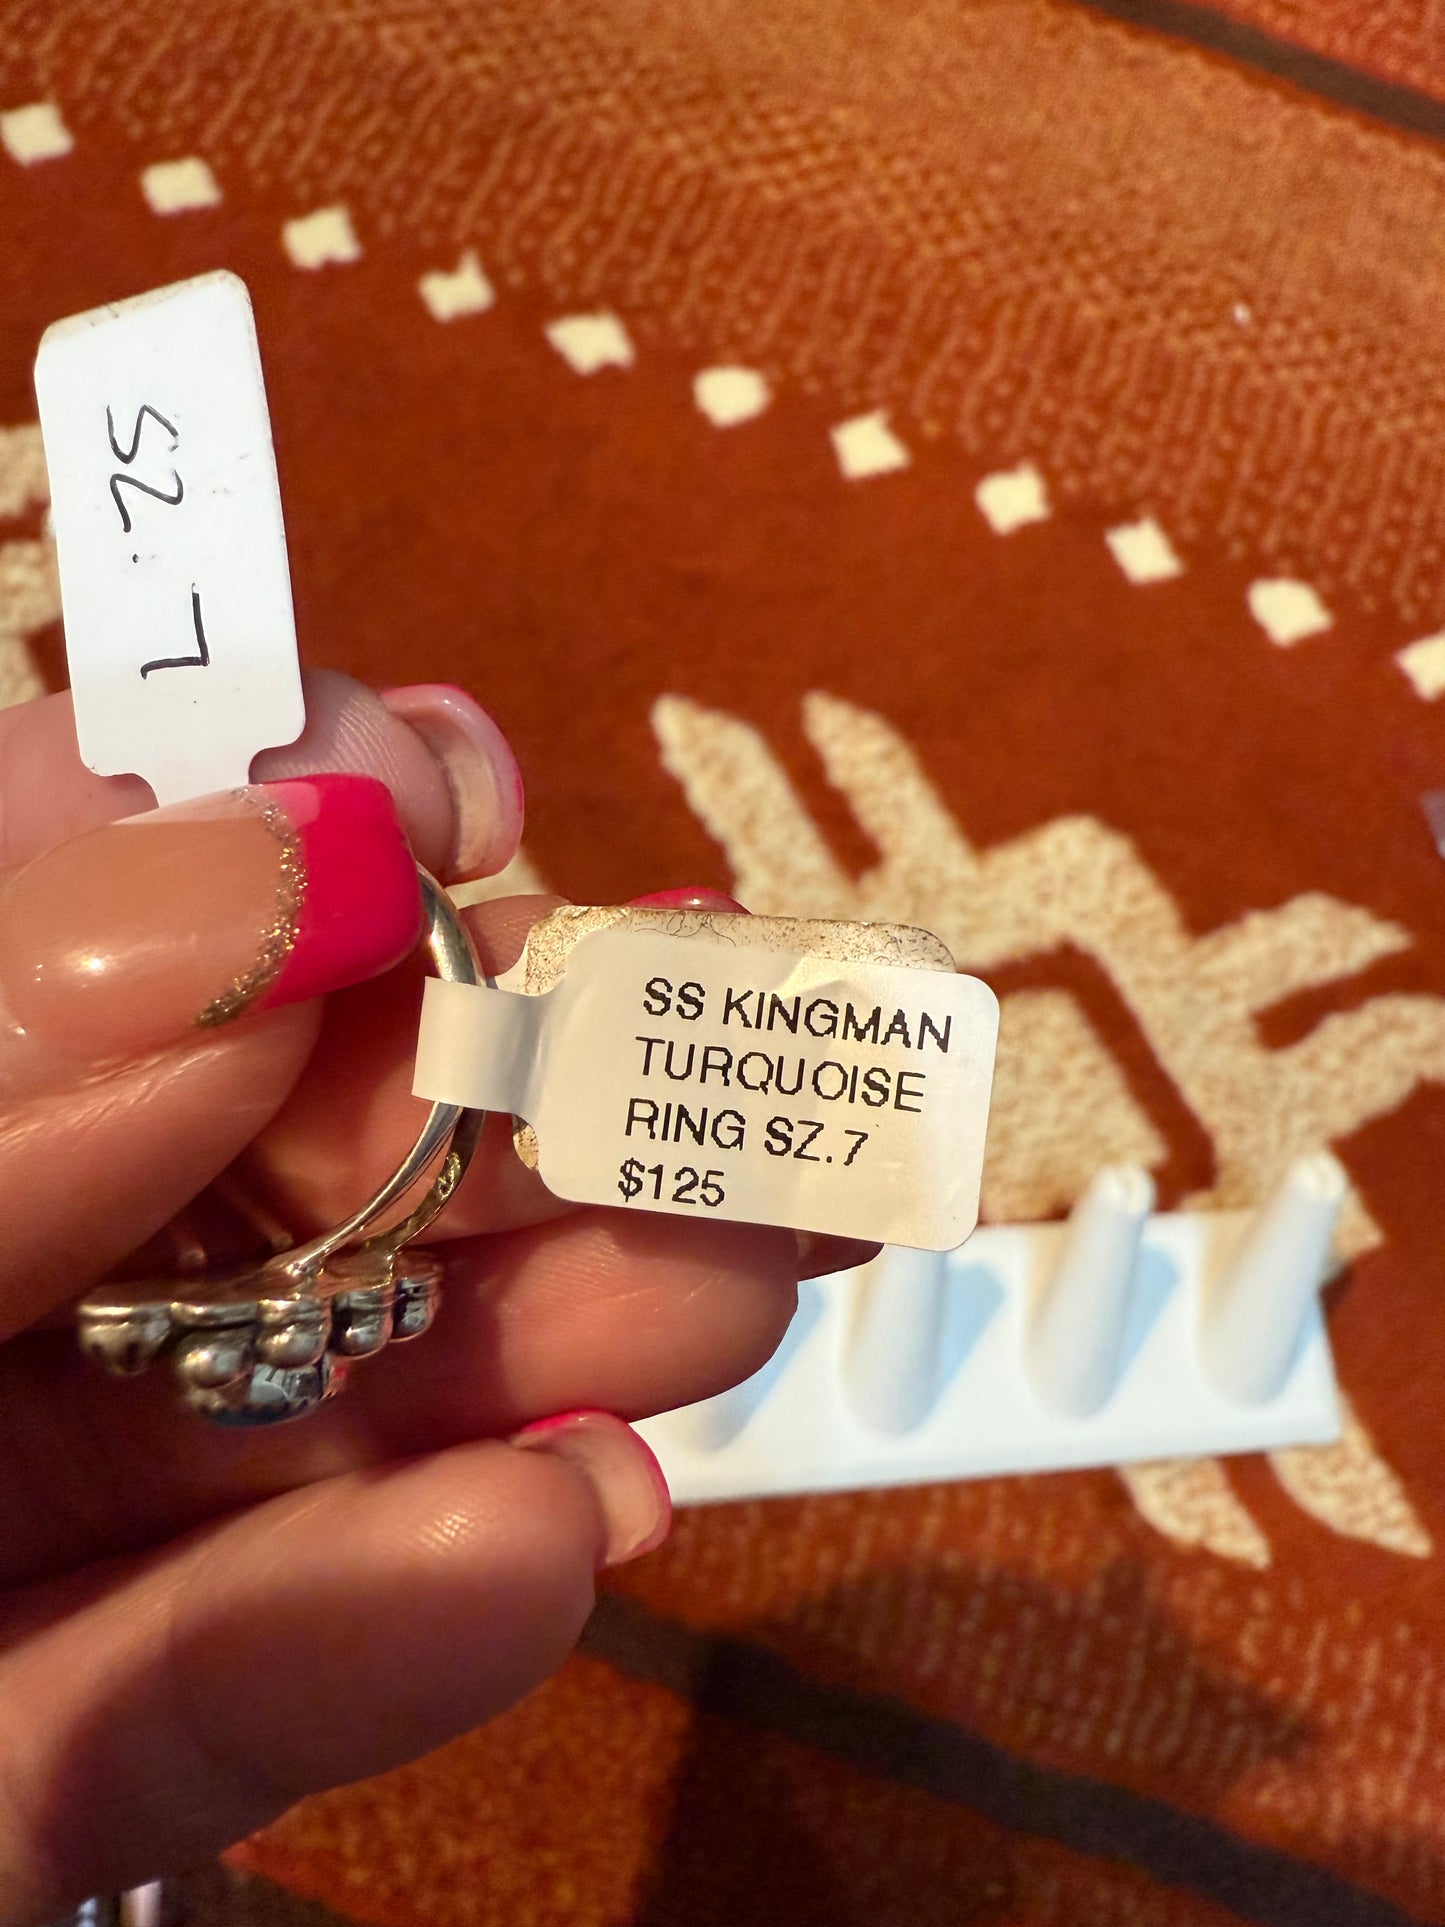 SZ.7
SS KINGMAN
TURQUOISE
RING SZ.7
$125